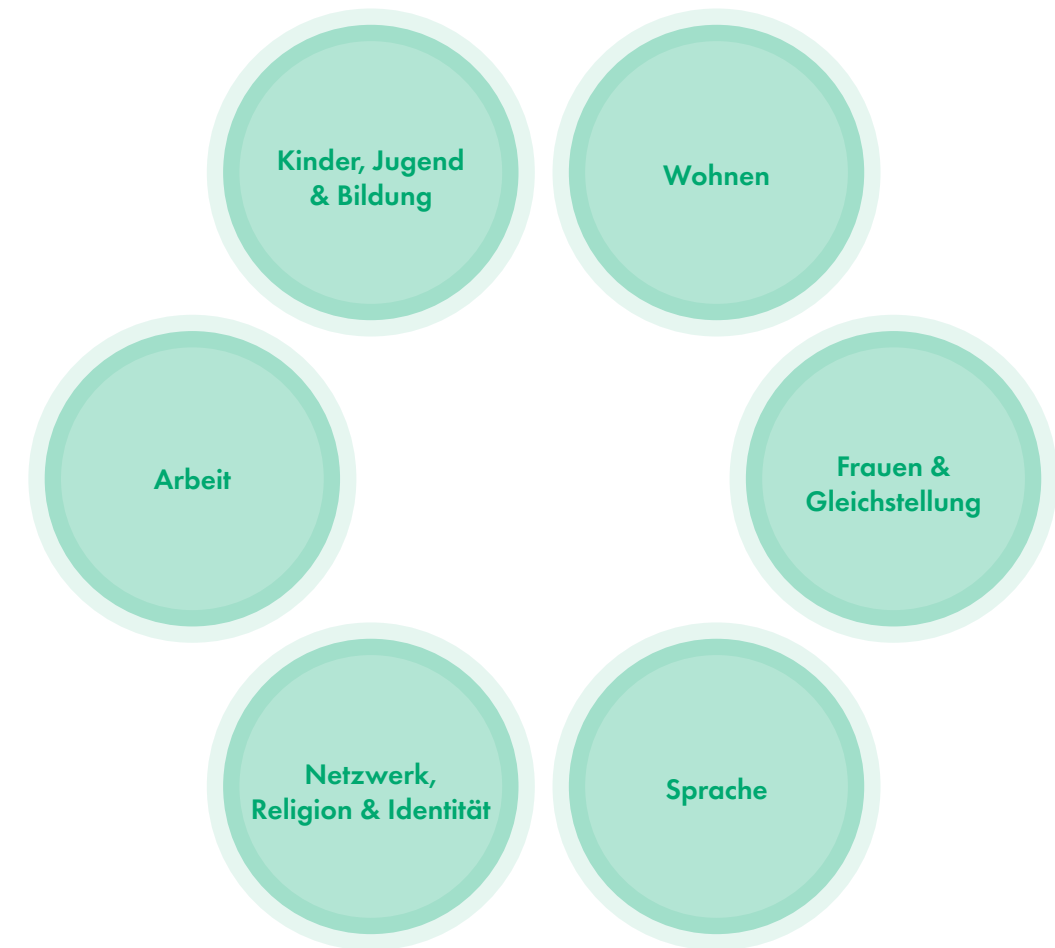 Kinder, Jugend
& Bildung
Wohnen
Arbeit
Frauen &
Gleichstellung
Netzwerk,
Religion & Identität
Sprache